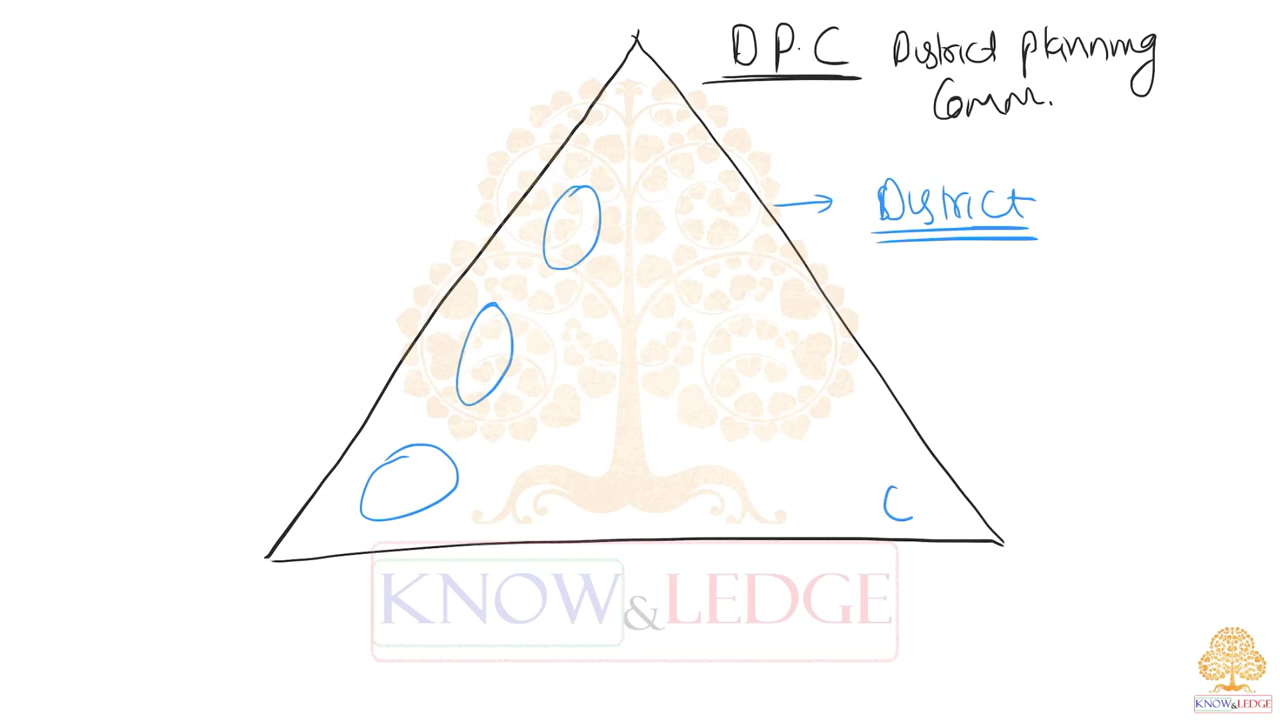 D.P.C District planning
Comm.
District
C
KNOW&LEDGE
KNOW&LEDGE